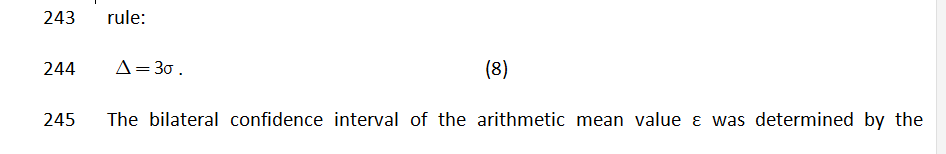 243 rule:
244 Δ = 3σ . (8)
245 The bilateral confidence interval of the arithmetic mean value ε was determined by the